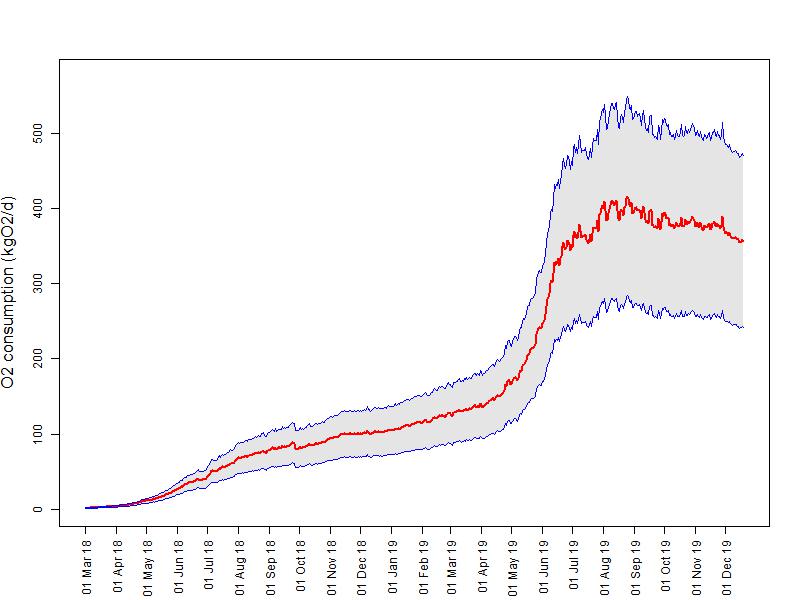 O2 consumption (kgO2/d)
500
400
300
200
100
0
01 Mar 18
01 Apr 18
01 May 18
01 Jun 18
01 Jul 18
01 Aug 18
01 Sep 18
01 Oct 18
01 Nov 18
01 Dec 18
01 Jan 19
01 Feb 19
01 Mar 19
01 Apr 19
01 May 19
01 Jun 19
01 Jul 19
01 Aug 19
01 Sep 19
01 Oct 19
01 Nov 19
01 Dec 19